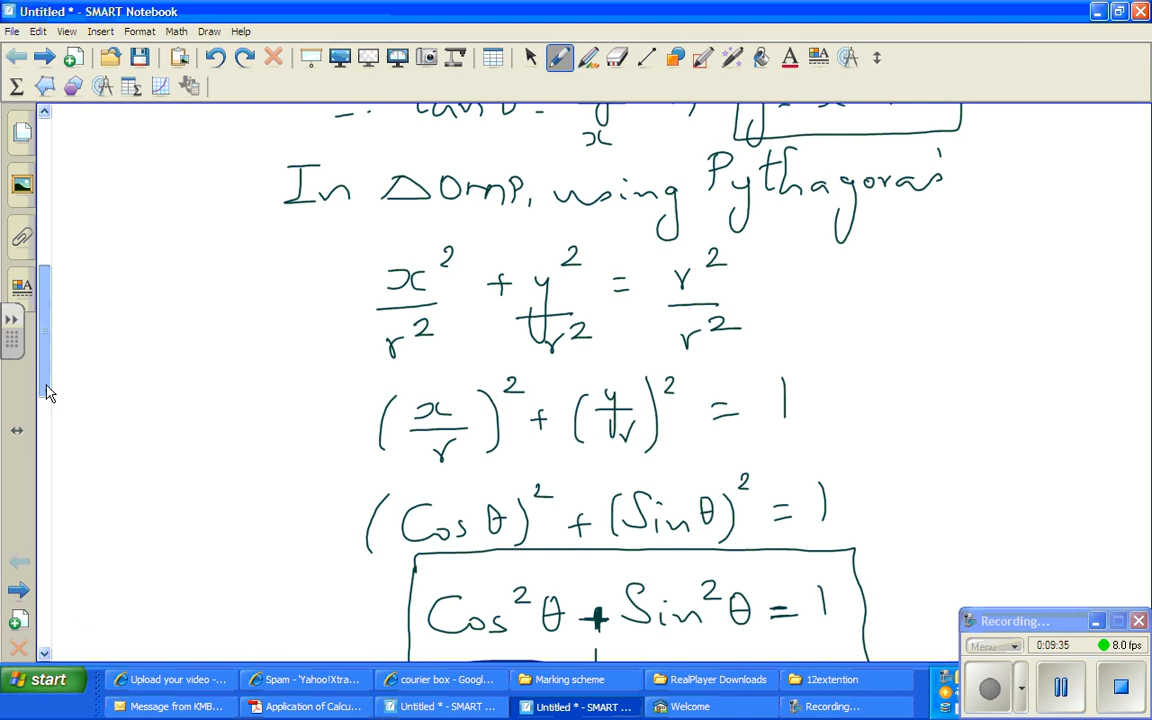 Untitled * - SMART Notebook
File Edit View Insert Format Math Draw Help
∴ tan θ = y/x
In △OMP, using Pythagoras'
x²/r² + y²/r² = r²/r²
(x/r)² + (y/r)² = 1
(Cos θ)² + (Sin θ)² = 1
Cos² θ + Sin² θ = 1
Recording...
Menu 0:09:35 8.0 fps
start Upload your video -... Spam - 'Yahoo!Xtra... courier box - Googl... Marking scheme RealPlayer Downloads 12extention
Message from KMB... Application of Calcu... Untitled * - SMART ... Untitled * - SMART ... Welcome Recording...